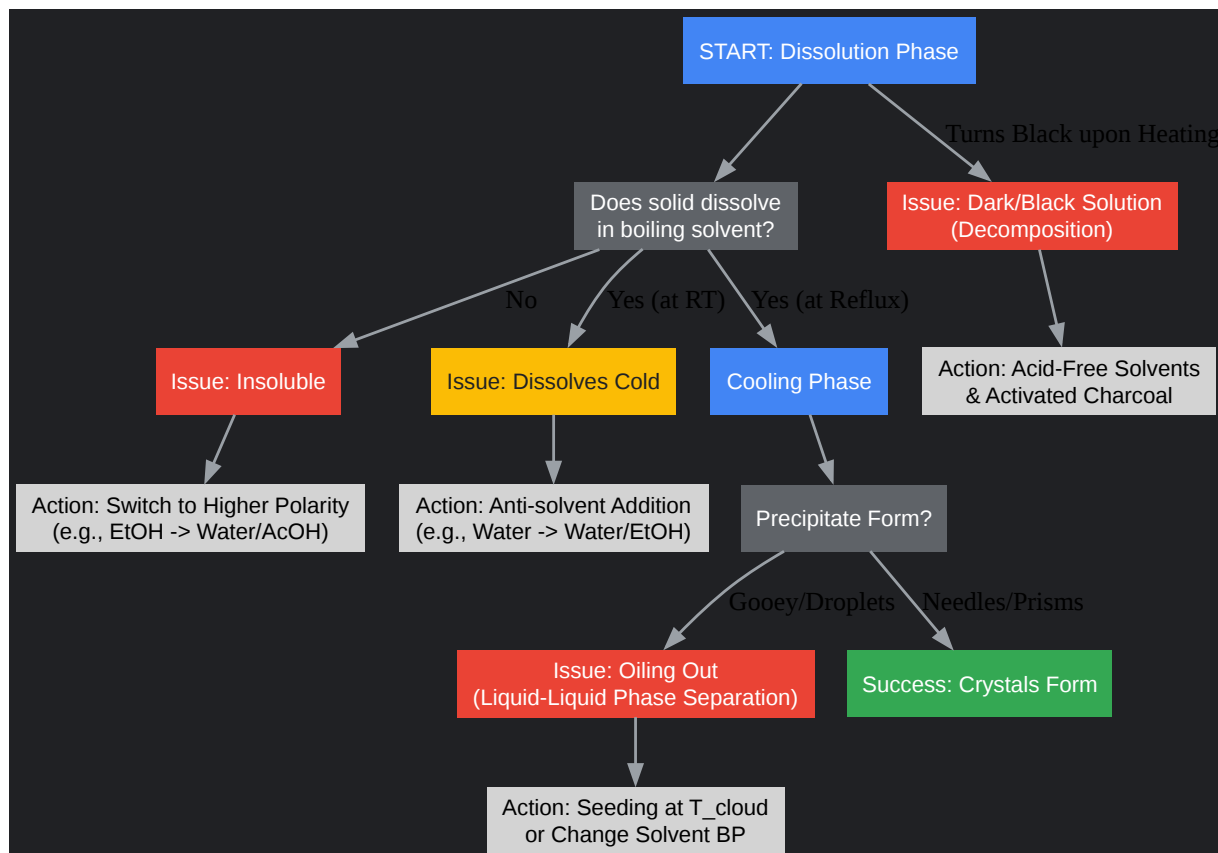 START: Dissolution Phase
Turns Black upon Heating
Does solid dissolve
in boiling solvent?
Issue: Dark/Black Solution
(Decomposition)
No
Yes (at RT)
Yes (at Reflux)
Issue: Insoluble
Issue: Dissolves Cold
Cooling Phase
Action: Acid-Free Solvents
& Activated Charcoal
Action: Switch to Higher Polarity
(e.g., EtOH -> Water/AcOH)
Action: Anti-solvent Addition
(e.g., Water -> Water/EtOH)
Precipitate Form?
Gooey/Droplets
Needles/Prisms
Issue: Oiling Out
(Liquid-Liquid Phase Separation)
Success: Crystals Form
Action: Seeding at T_cloud
or Change Solvent BP